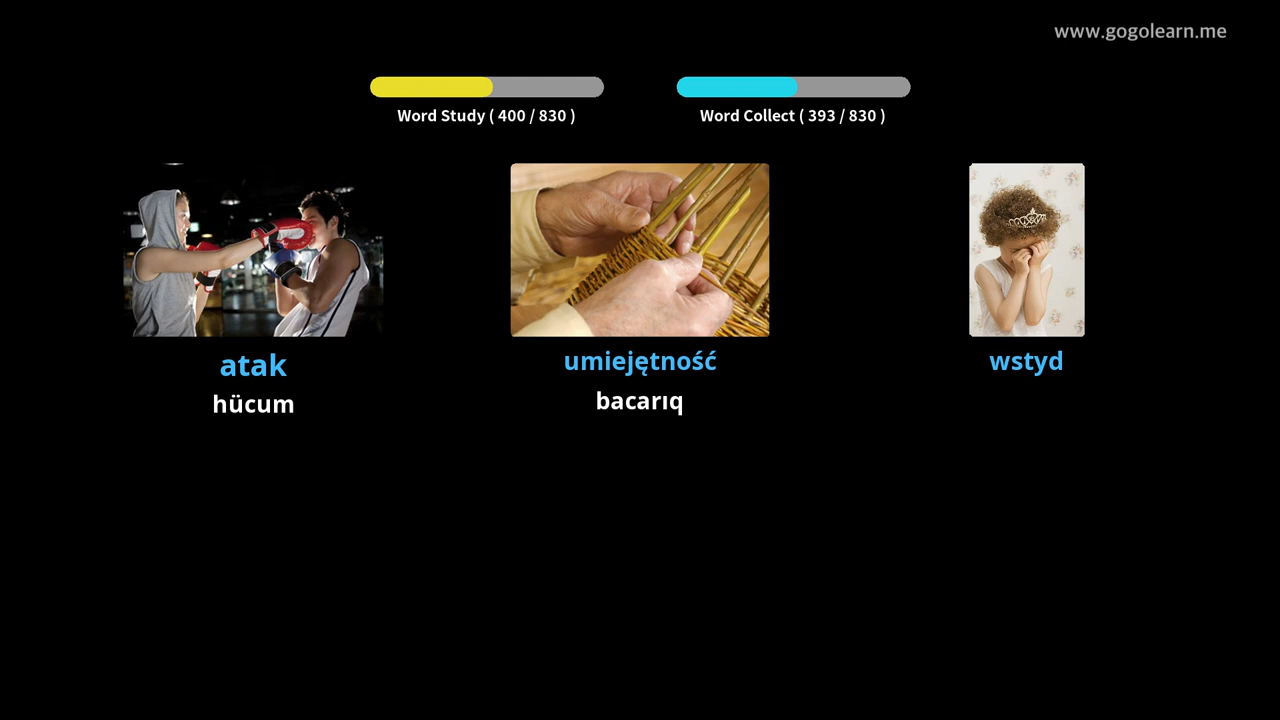 www.gogolearn.me
Word Study ( 400 / 830 )
Word Collect ( 393 / 830 )
atak
hücum
umiejętność
bacarıq
wstyd